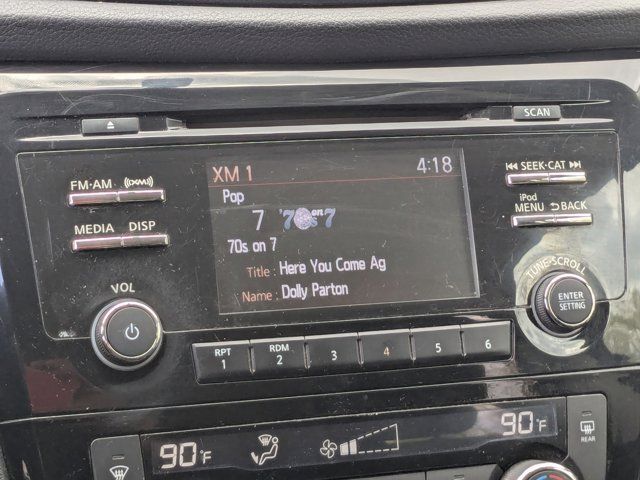 SCAN
XM 1 4:18
Pop
7 '70s on 7
70s on 7
Title : Here You Come Ag
Name : Dolly Parton
FM·AM XM
MEDIA DISP
VOL
SEEK·CAT
iPod
MENU BACK
TUNE·SCROLL
ENTER
SETTING
RPT
1
RDM
2
3
4
5
6
90°F
90°F
REAR